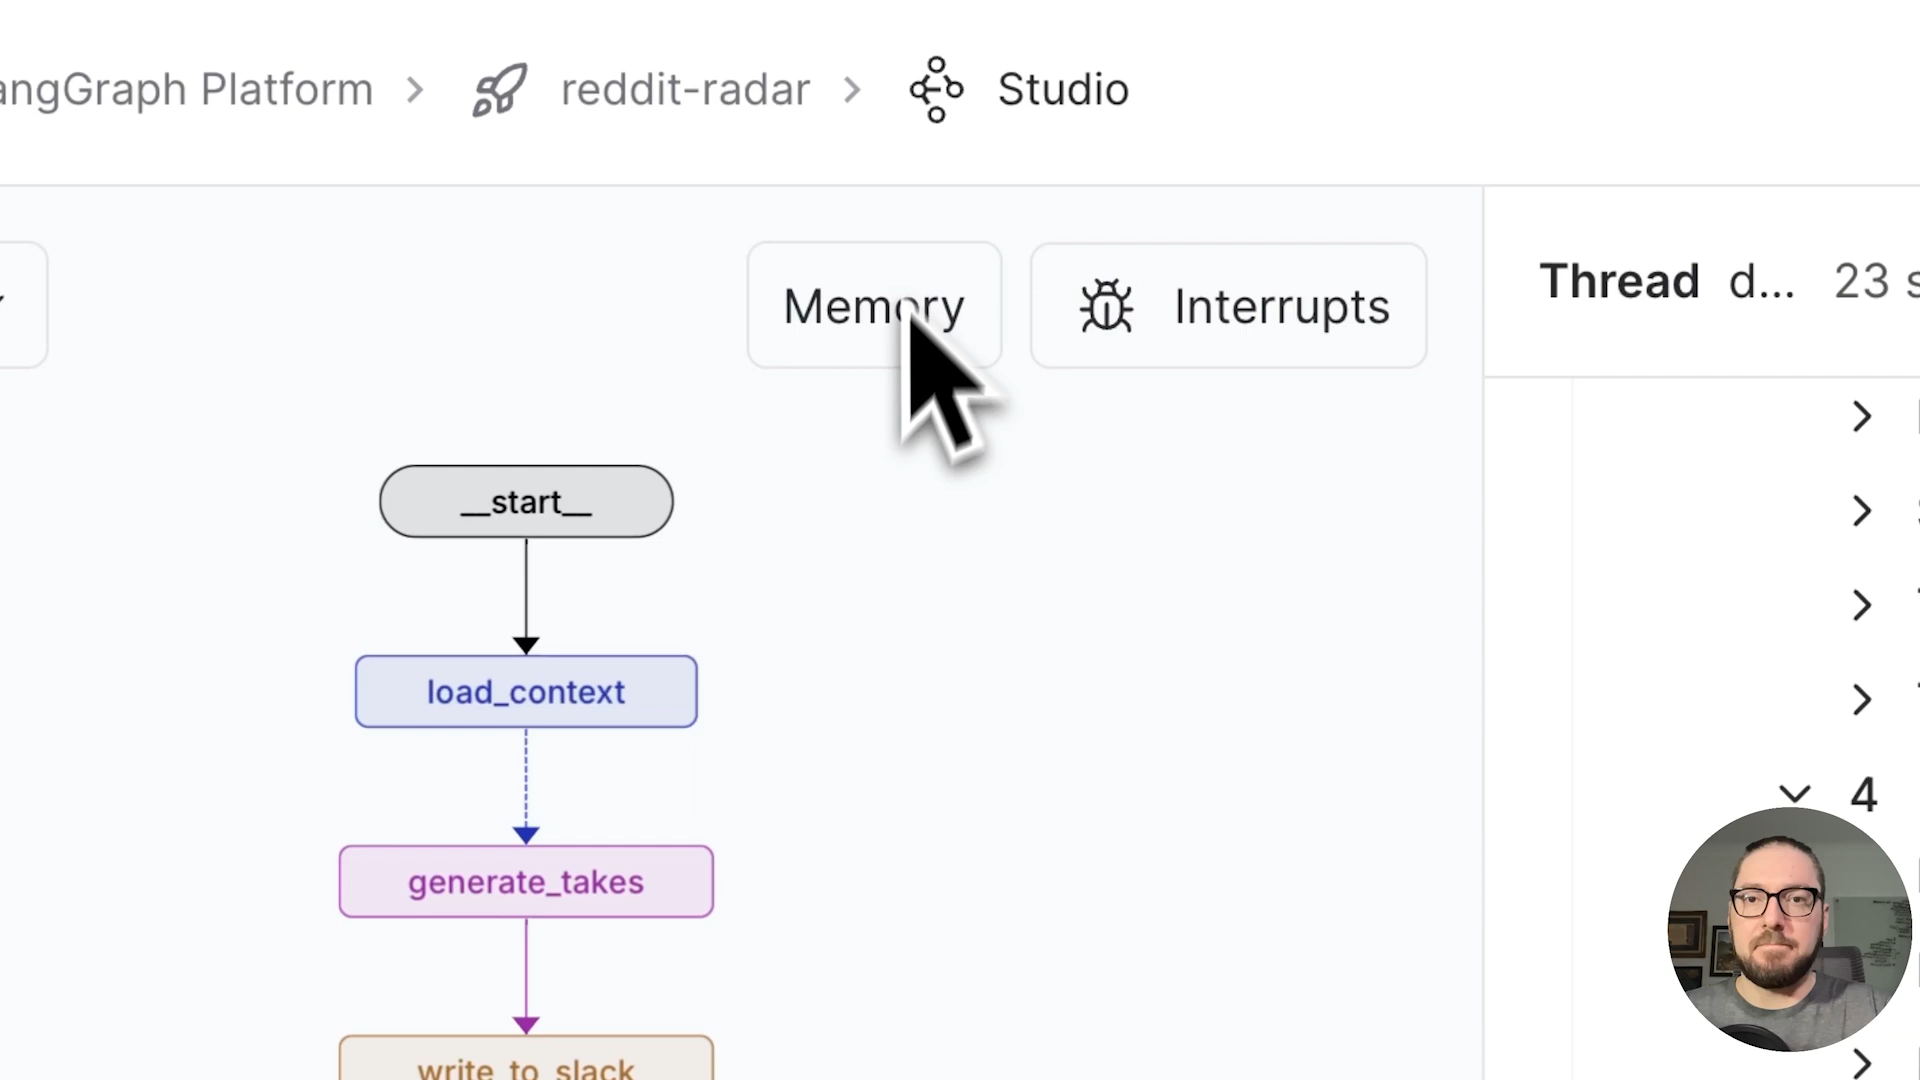 angGraph Platform > reddit-radar > Studio
Memory
Interrupts
Thread d... 23 s
__start__
load_context
generate_takes
write_to_slack
4